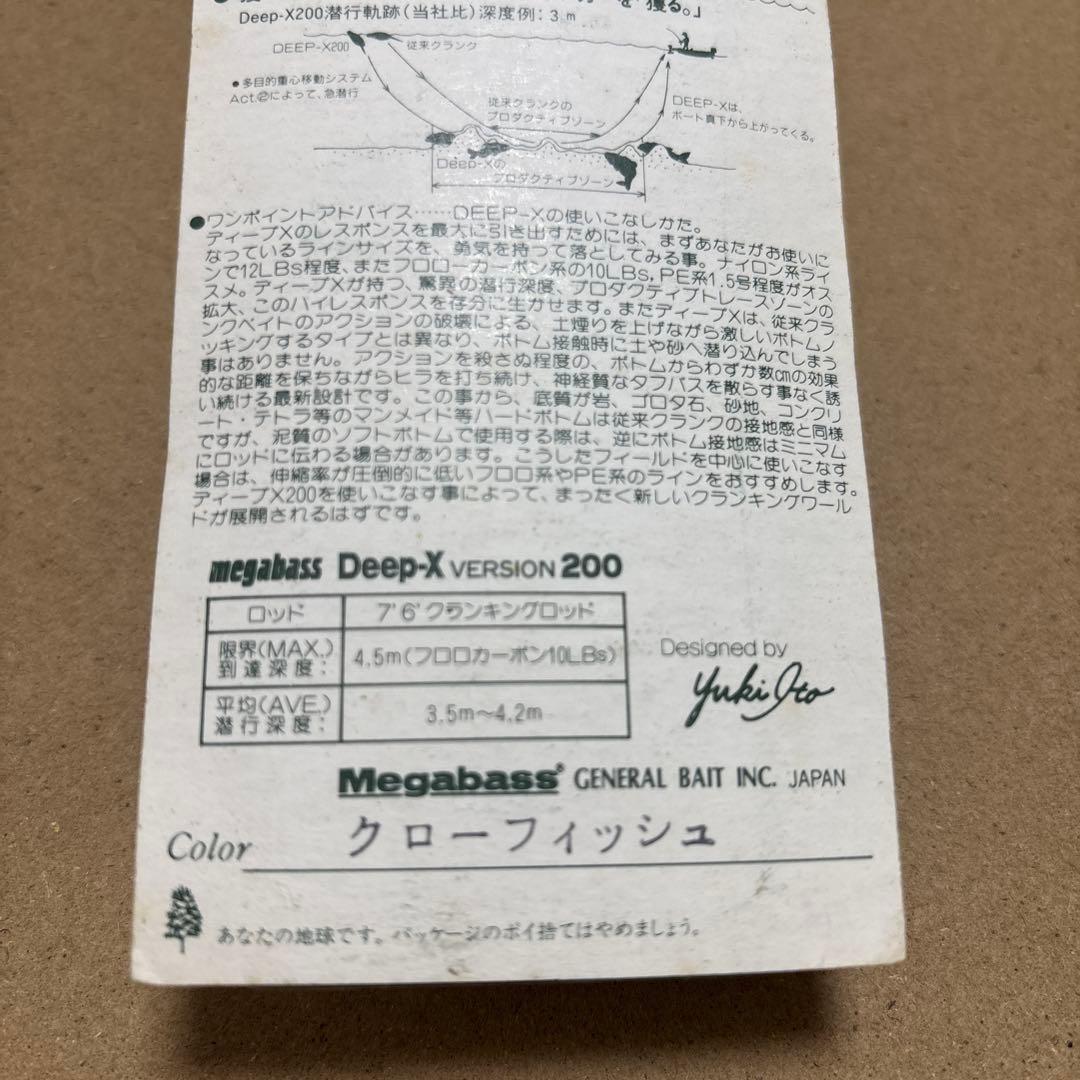 を"獲る。」
Deep-X200潜行軌跡(当社比)深度例:3m
DEEP-X200
従来クランク
●多目的重心移動システム
Act.②によって、急潜行
従来クランクの
プロダクティブゾーン
DEEP-Xは、
ボート真下から上がってくる。
Deep-Xの
プロダクティブゾーン
●ワンポイントアドバイス……DEEP-Xの使いこなしかた。
ディープXのレスポンスを最大に引き出すためには、まずあなたがお使いに
なっているラインサイズを、勇気を持って落としてみる事。ナイロン系ライ
ンで12LBs程度、またフロローカーボン系の10LBs, PE系1.5号程度がオス
スメ。ディープXが持つ、驚異の潜行深度、プロダクティブトレースゾーンの
拡大、このハイレスポンスを存分に生かせます。またディープXは、従来クラ
ンクベイトのアクションの破壊による、土煙りを上げながら激しいボトムノ
ッキングするタイプとは異なり、ボトム接触時に土や砂へ潜り込んでしまう
事はありません。アクションを殺さぬ程度の、ボトムからわずか数㎝の効果
的な距離を保ちながらヒラを打ち続け、神経質なタフバスを散らす事なく誘
い続ける最新設計です。この事から、底質が岩、ゴロタ石、砂地、コンクリ
ート・テトラ等のマンメイド等ハードボトムは従来クランクの接地感と同様
ですが、泥質のソフトボトムで使用する際は、逆にボトム接地感はミニマム
にロッドに伝わる場合があります。こうしたフィールドを中心に使いこなす
場合は、伸縮率が圧倒的に低いフロロ系やPE系のラインをおすすめします。
ディープX200を使いこなす事によって、まったく新しいクランキングワール
ドが展開されるはずです。
megabass Deep-X VERSION 200
ロッド 7'6'クランキングロッド
限界(MAX.)
到達深度: 4.5m(フロロカーボン10LBs)
平均(AVE.)
潜行深度: 3.5m〜4.2m
Designed by
Yuki Ito
Megabass® GENERAL BAIT INC. JAPAN
Color クローフィッシュ
あなたの地球です。パッケージのポイ捨てはやめましょう。